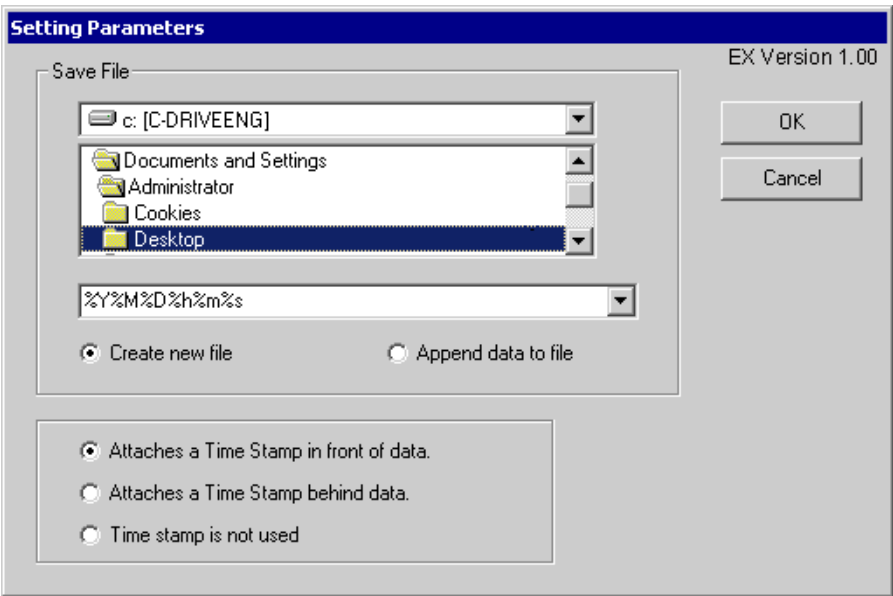 Setting Parameters
EX Version 1.00
Save File
c: [C-DRIVEENG]
OK
Documents and Settings
Administrator
Cancel
Cookies
Desktop
%Y%M%D%h%m%s
Create new file
Append data to file
Attaches a Time Stamp in front of data.
Attaches a Time Stamp behind data.
Time stamp is not used